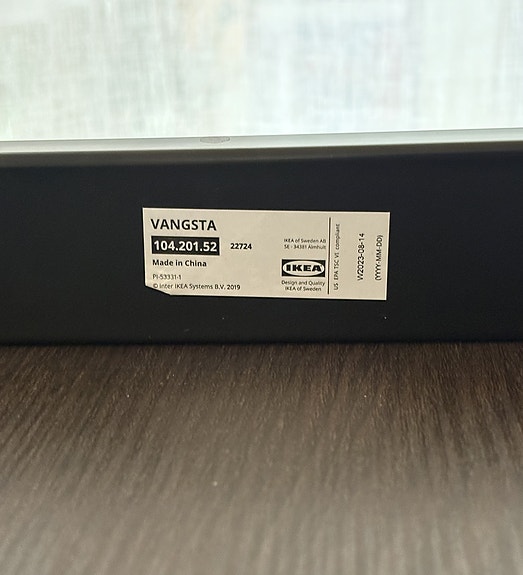 VANGSTA
104.201.52 22724
Made in China
PI-53331-1
© Inter IKEA Systems B.V. 2019
IKEA of Sweden AB
SE - 34381 Älmhult
IKEA
Design and Quality
IKEA of Sweden
US EPA TSC VI compliant
W2023-08-14
(YYYY-MM-DD)